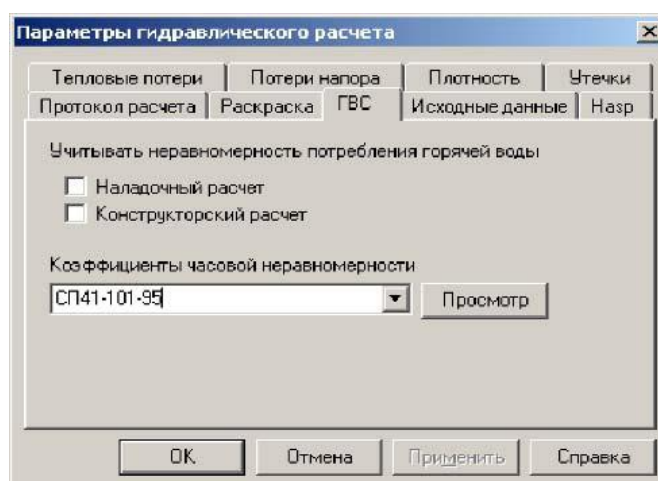 Параметры гидравлического расчета
Тепловые потери Потери напора Плотность Утечки
Протокол расчета Раскраска ГВС Исходные данные Hasp
Учитывать неравномерность потребления горячей воды
Наладочный расчет
Конструкторский расчет
Коэффициенты часовой неравномерности
СП41-101-95 Просмотр
ОК Отмена Применить Справка